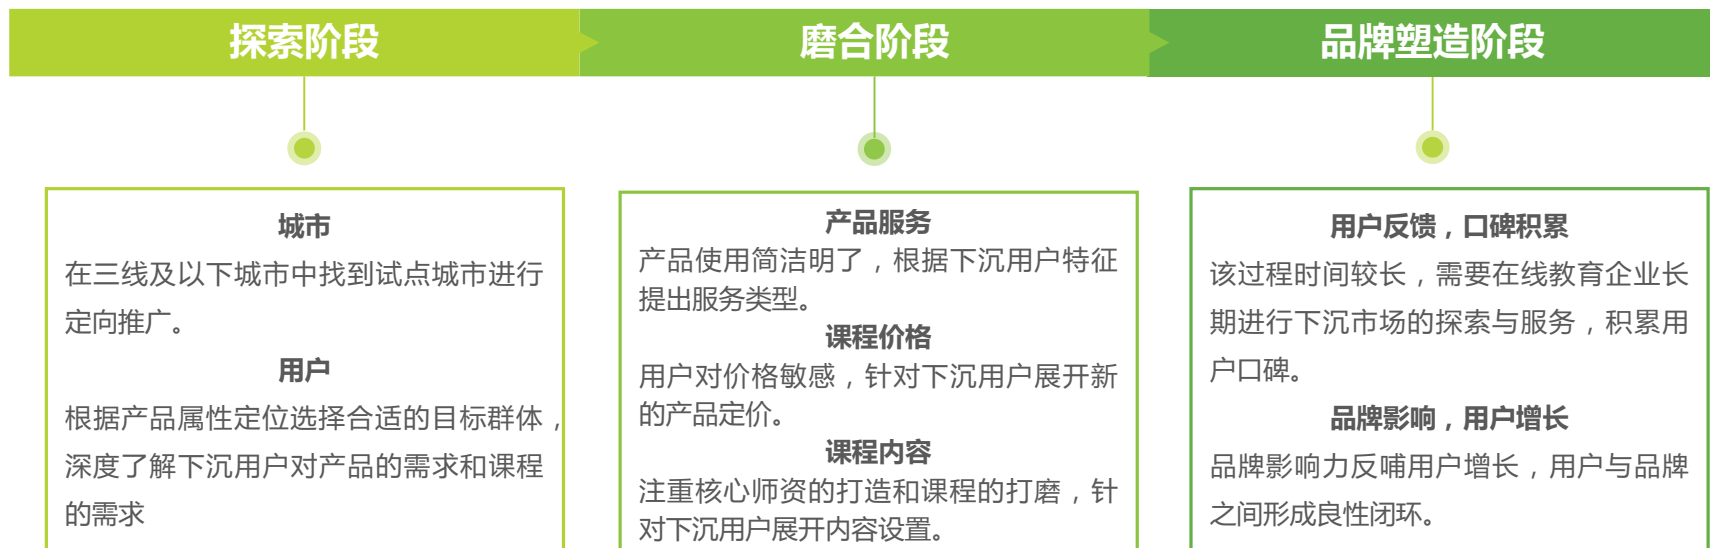 探索阶段
磨合阶段
品牌塑造阶段
城市
在三线及以下城市中找到试点城市进行
定向推广。
用户
根据产品属性定位选择合适的目标群体，
深度了解下沉用户对产品的需求和课程
的需求
产品服务
产品使用简洁明了，根据下沉用户特征
提出服务类型。
课程价格
用户对价格敏感，针对下沉用户展开新
的产品定价。
课程内容
注重核心师资的打造和课程的打磨，针
对下沉用户展开内容设置。
用户反馈，口碑积累
该过程时间较长，需要在线教育企业长
期进行下沉市场的探索与服务，积累用
户口碑。
品牌影响，用户增长
品牌影响力反哺用户增长，用户与品牌
之间形成良性闭环。